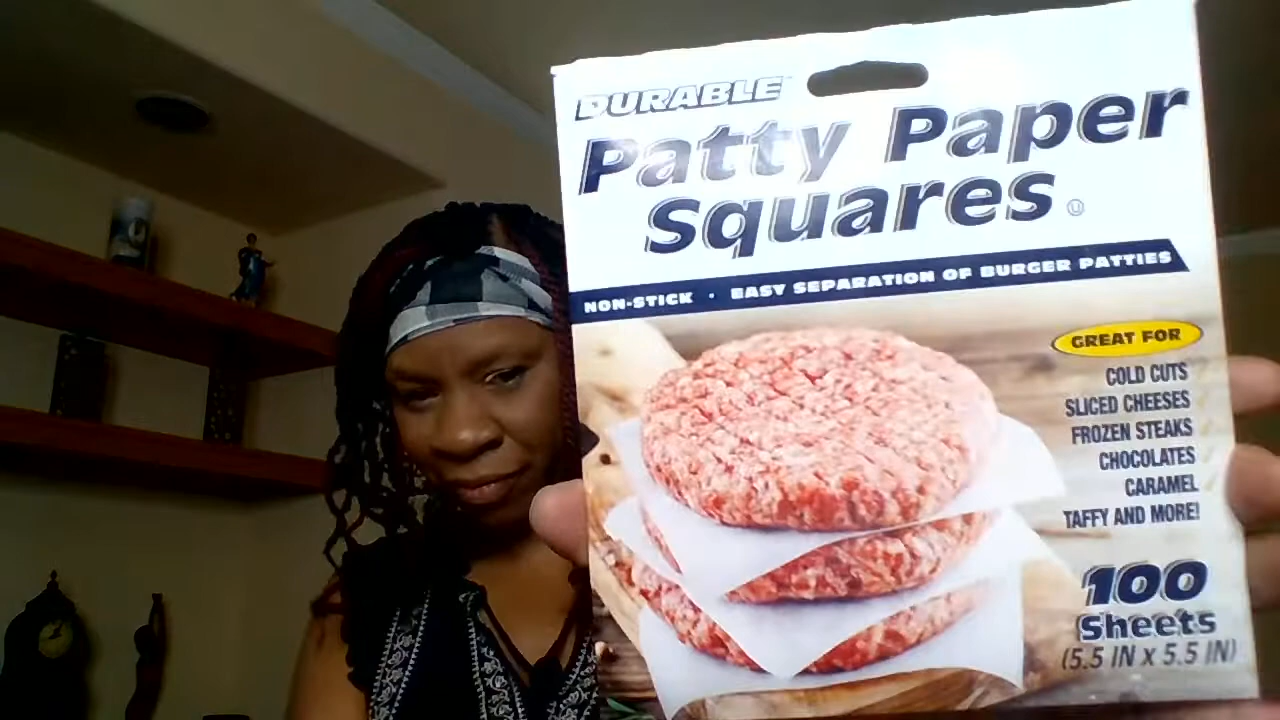 DURABLE
Patty Paper
Squares
NON-STICK · EASY SEPARATION OF BURGER PATTIES
GREAT FOR
COLD CUTS
SLICED CHEESES
FROZEN STEAKS
CHOCOLATES
CARAMEL
TAFFY AND MORE!
100
Sheets
(5.5 IN x 5.5 IN)